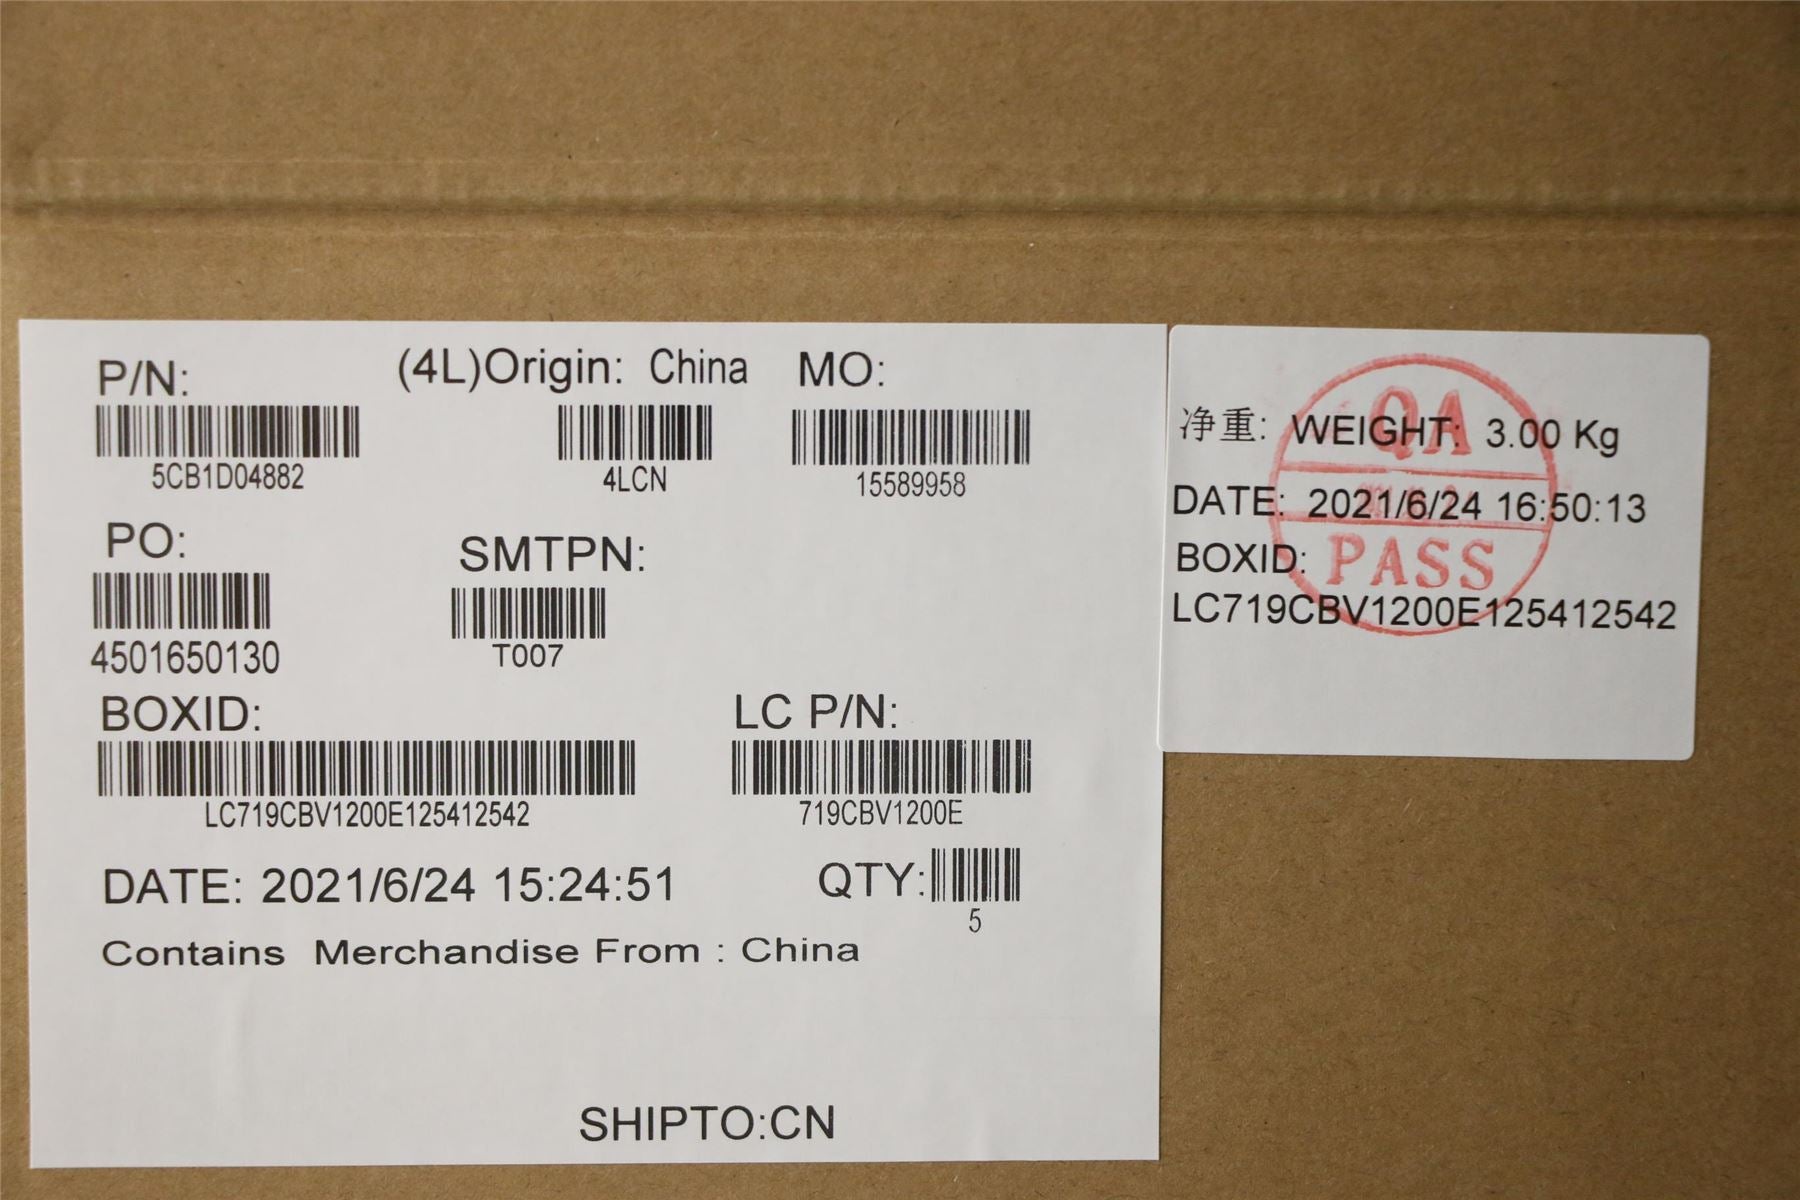 P/N:
5CB1D04882
(4L)Origin: China
4LCN
MO:
15589958
PO:
4501650130
SMTPN:
T007
BOXID:
LC719CBV1200E125412542
LC P/N:
719CBV1200E
DATE: 2021/6/24 15:24:51
QTY:
5
Contains Merchandise From : China
SHIPTO:CN
净重: WEIGHT: 3.00 Kg
DATE: 2021/6/24 16:50:13
BOXID:
LC719CBV1200E125412542
QA
PASS